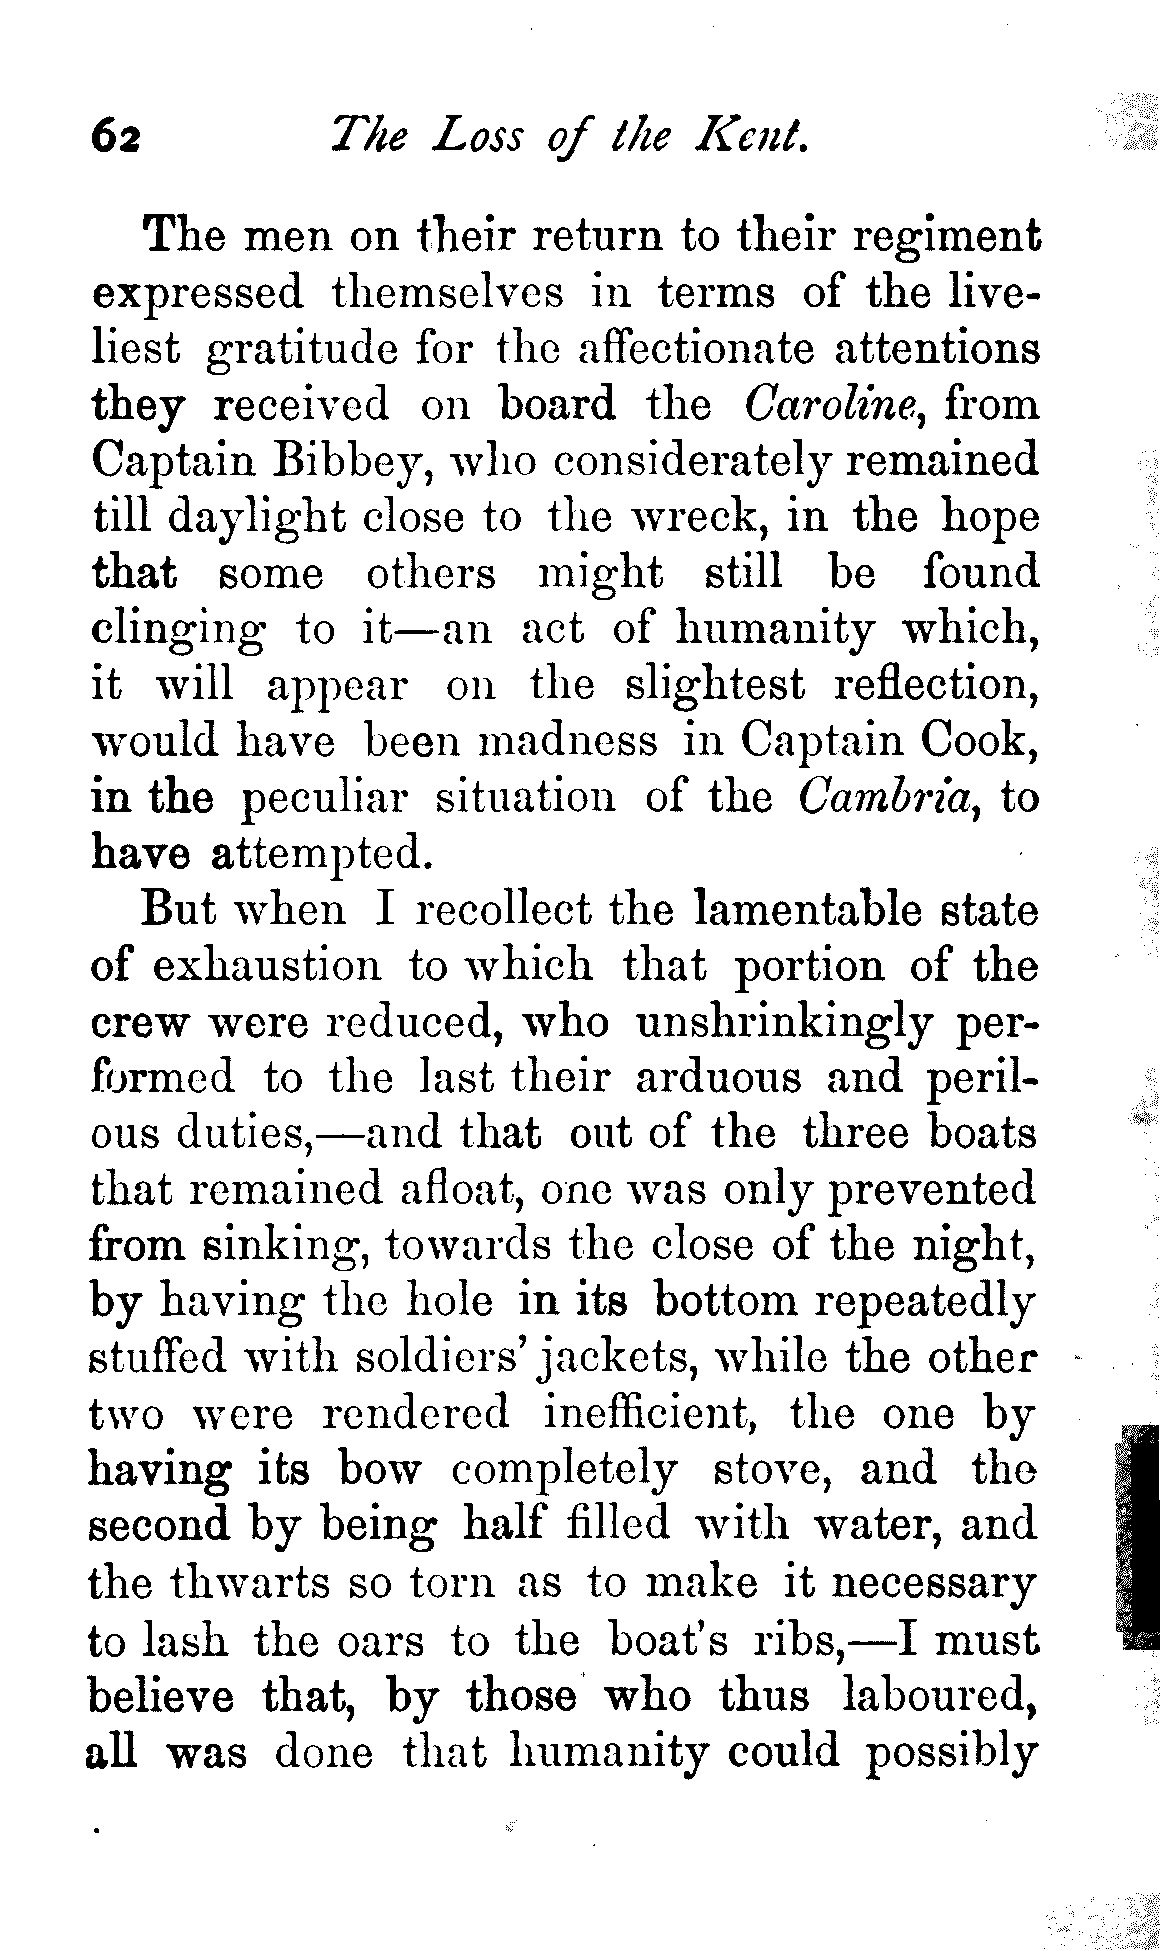 62 The Loss of the Kent.
The men on their return to their regiment
expressed themselves in terms of the live-
liest gratitude for the affectionate attentions
they received on board the Caroline, from
Captain Bibbey, who considerately remained
till daylight close to the wreck, in the hope
that some others might still be found
clinging to it—an act of humanity which,
it will appear on the slightest reflection,
would have been madness in Captain Cook,
in the peculiar situation of the Cambria, to
have attempted.
But when I recollect the lamentable state
of exhaustion to which that portion of the
crew were reduced, who unshrinkingly per-
formed to the last their arduous and peril-
ous duties,—and that out of the three boats
that remained afloat, one was only prevented
from sinking, towards the close of the night,
by having the hole in its bottom repeatedly
stuffed with soldiers' jackets, while the other
two were rendered inefficient, the one by
having its bow completely stove, and the
second by being half filled with water, and
the thwarts so torn as to make it necessary
to lash the oars to the boat's ribs,—I must
believe that, by those who thus laboured,
all was done that humanity could possibly